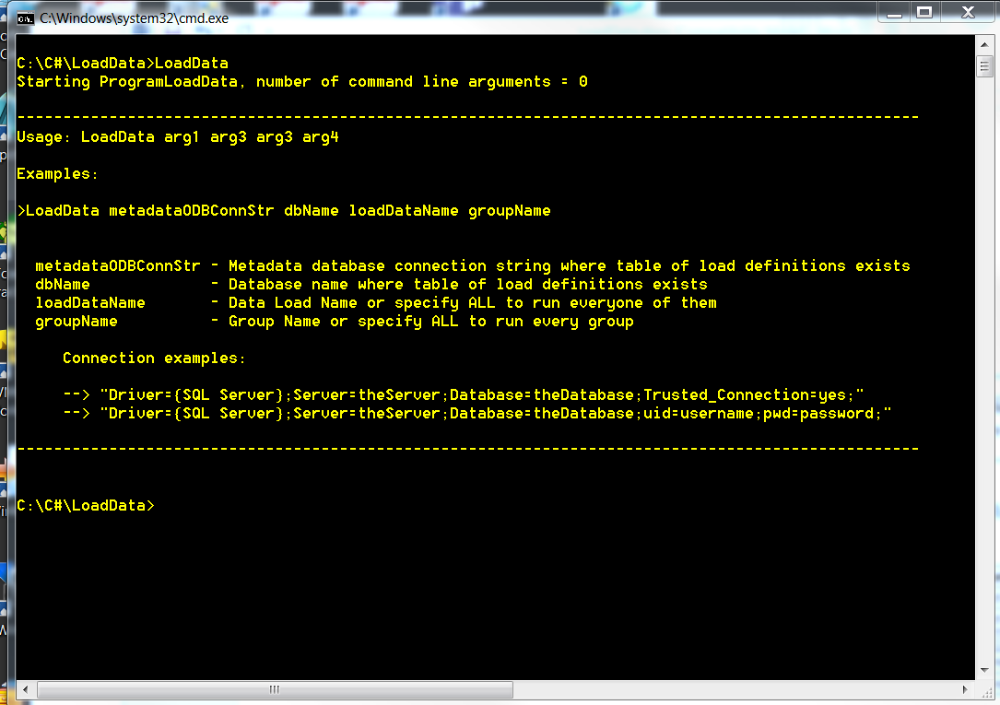 C:\Windows\system32\cmd.exe
C:\C#\LoadData>LoadData
Starting ProgramLoadData, number of command line arguments = 0
--------------------------------------------------------------------------------------------------
Usage: LoadData arg1 arg3 arg3 arg4
Examples:
>LoadData metadataODBConnStr dbName loadDataName groupName
metadataODBConnStr - Metadata database connection string where table of load definitions exists
dbName - Database name where table of load definitions exists
loadDataName - Data Load Name or specify ALL to run everyone of them
groupName - Group Name or specify ALL to run every group
Connection examples:
--> "Driver={SQL Server};Server=theServer;Database=theDatabase;Trusted_Connection=yes;"
--> "Driver={SQL Server};Server=theServer;Database=theDatabase;uid=username;pwd=password;"
--------------------------------------------------------------------------------------------------
C:\C#\LoadData>